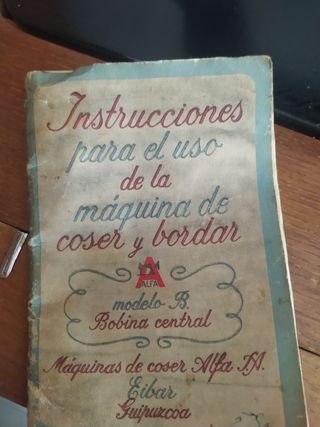 Instrucciones
para el uso
de la
máquina de
coser y bordar
ALFA
modelo B.
Bobina central
Máquinas de coser Alfa S.A.
Eibar
Guipuzcoa